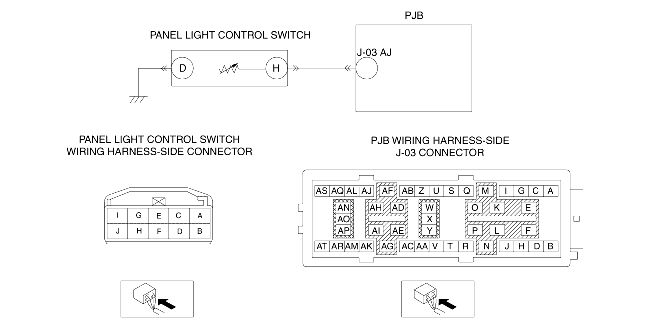 PJB
PANEL LIGHT CONTROL SWITCH
J-03 AJ
D H
PANEL LIGHT CONTROL SWITCH
WIRING HARNESS-SIDE CONNECTOR
PJB WIRING HARNESS-SIDE
J-03 CONNECTOR
I G E C A
J H F D B
AS AQ AL AJ AF AB Z U S Q M I G C A
AN AH AD W O K E
AO X
AP AI AE Y P L F
AT AR AM AK AG AC AA V T R N J H D B